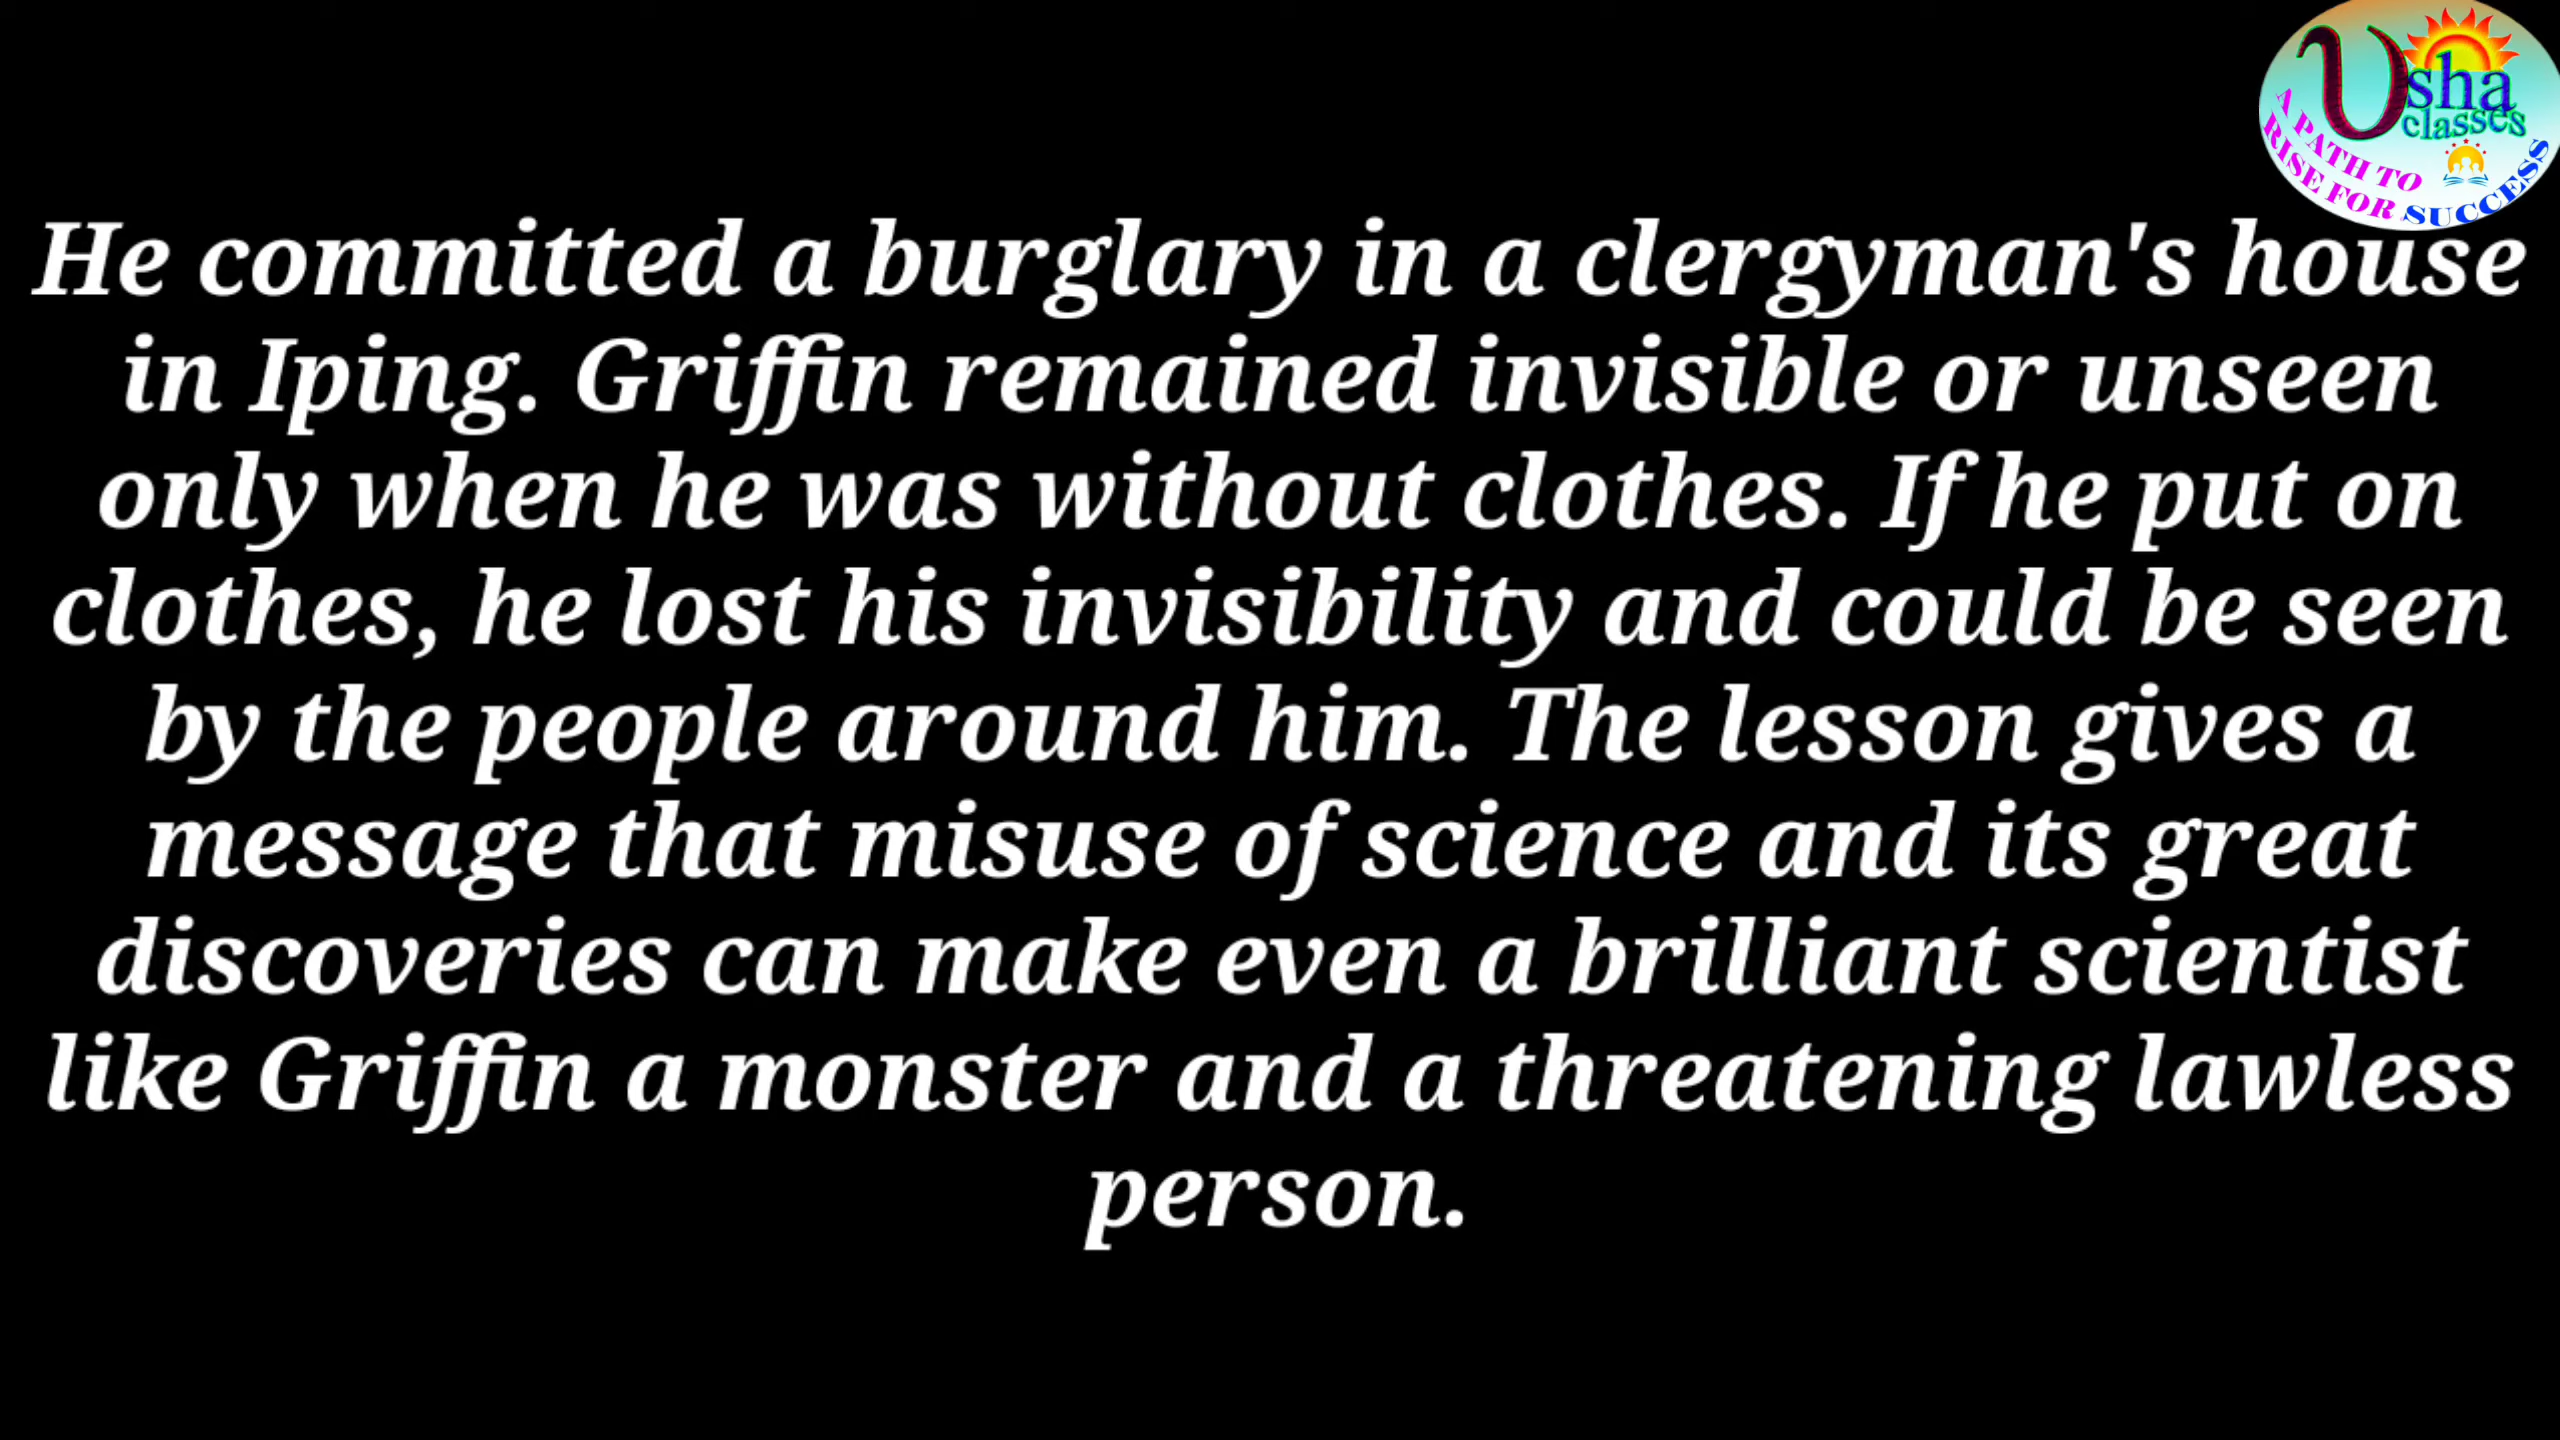 Usha
classes
A PATH TO
RISE FOR SUCCESS
He committed a burglary in a clergyman's house
in Iping. Griffin remained invisible or unseen
only when he was without clothes. If he put on
clothes, he lost his invisibility and could be seen
by the people around him. The lesson gives a
message that misuse of science and its great
discoveries can make even a brilliant scientist
like Griffin a monster and a threatening lawless
person.